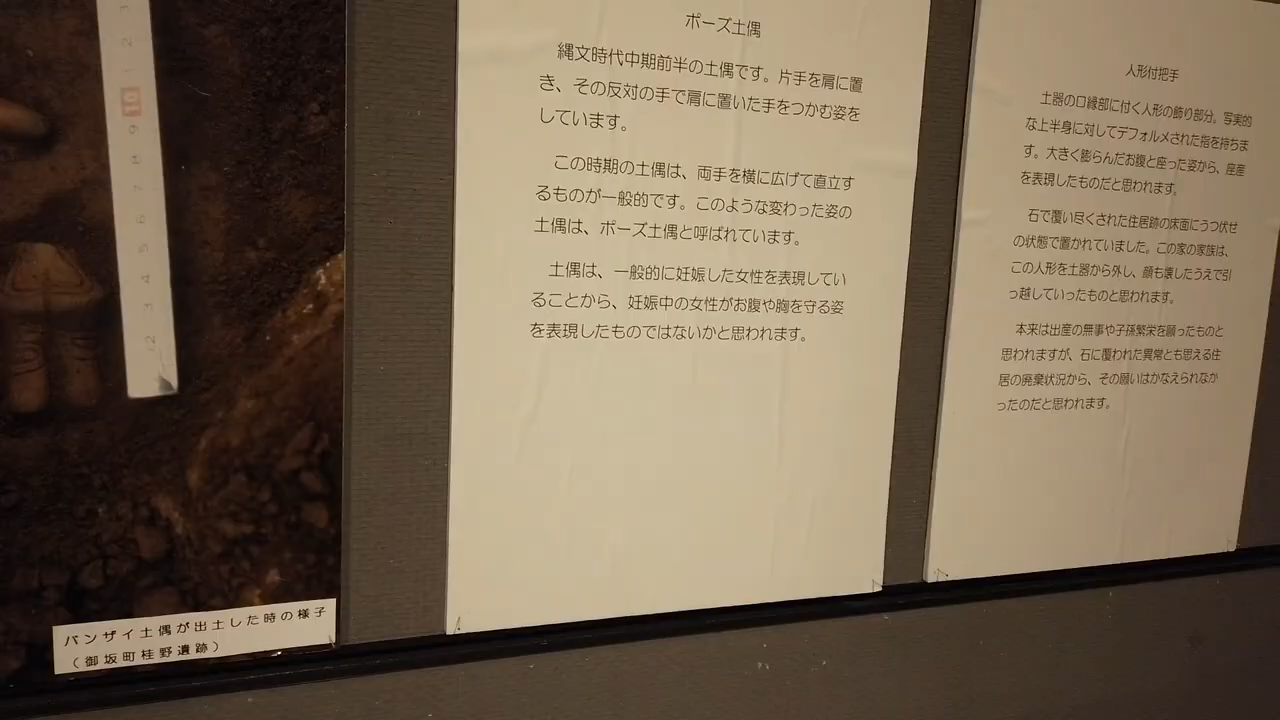 ポーズ土偶
縄文時代中期前半の土偶です。片手を肩に置
き、その反対の手で肩に置いた手をつかむ姿を
しています。
この時期の土偶は、両手を横に広げて直立す
るものが一般的です。このような変わった姿の
土偶は、ポーズ土偶と呼ばれています。
土偶は、一般的に妊娠した女性を表現してい
ることから、妊娠中の女性がお腹や胸を守る姿
を表現したものではないかと思われます。
人形付把手
土器の口縁部に付く人形の飾り部分。写実的
な上半身に対してデフォルメされた指を持ちま
す。大きく膨らんだお腹と座った姿から、座産
を表現したものだと思われます。
石で覆い尽くされた住居跡の床面にうつ伏せ
の状態で置かれていました。この家の家族は、
この人形を土器から外し、顔も壊したうえで引
っ越していったものと思われます。
本来は出産の無事や子孫繁栄を願ったものと
思われますが、石に覆われた異常とも思える住
居の廃棄状況から、その願いはかなえられなか
ったのだと思われます。
バンザイ土偶が出土した時の様子
（御坂町桂野遺跡）
3
2
1
10
9
8
7
6
5
4
3
2